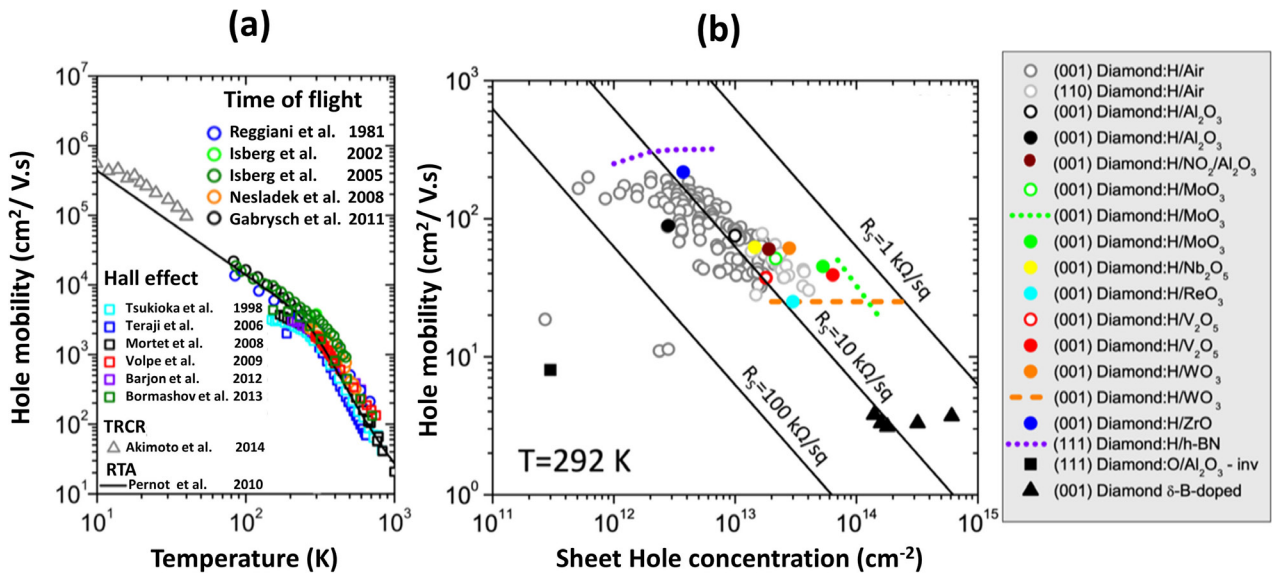 (a)
Hole mobility (cm²/ V.s)
10⁷
10⁶
10⁵
10⁴
10³
10²
10¹
Time of flight
Reggiani et al. 1981
Isberg et al. 2002
Isberg et al. 2005
Nesladek et al. 2008
Gabrysch et al. 2011
Hall effect
Tsukioka et al. 1998
Teraji et al. 2006
Mortet et al. 2008
Volpe et al. 2009
Barjon et al. 2012
Bormashov et al. 2013
TRCR
Akimoto et al. 2014
RTA
Pernot et al. 2010
10¹
10²
10³
Temperature (K)
(b)
Hole mobility (cm²/ V.s)
10³
10²
10¹
10⁰
R_S=1 kΩ/sq
R_S=10 kΩ/sq
R_S=100 kΩ/sq
T=292 K
10¹¹
10¹²
10¹³
10¹⁴
10¹⁵
Sheet Hole concentration (cm⁻²)
(001) Diamond:H/Air
(110) Diamond:H/Air
(001) Diamond:H/Al₂O₃
(001) Diamond:H/Al₂O₃
(001) Diamond:H/NO₂/Al₂O₃
(001) Diamond:H/MoO₃
(001) Diamond:H/MoO₃
(001) Diamond:H/MoO₃
(001) Diamond:H/Nb₂O₅
(001) Diamond:H/ReO₃
(001) Diamond:H/V₂O₅
(001) Diamond:H/V₂O₅
(001) Diamond:H/WO₃
(001) Diamond:H/WO₃
(001) Diamond:H/ZrO
(111) Diamond:H/h-BN
(111) Diamond:O/Al₂O₃ - inv
(001) Diamond δ-B-doped